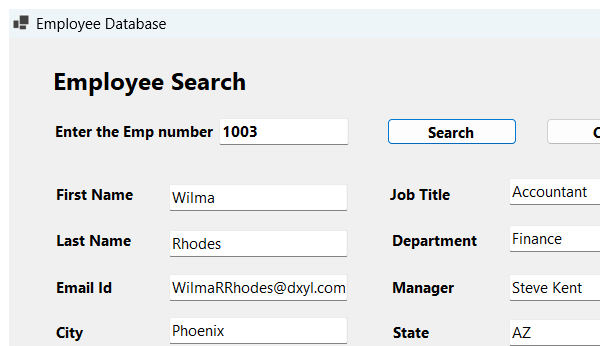 Employee Database
Employee Search
Enter the Emp number 1003 Search C
First Name Wilma Job Title Accountant
Last Name Rhodes Department Finance
Email Id WilmaRRhodes@dxyl.com Manager Steve Kent
City Phoenix State AZ